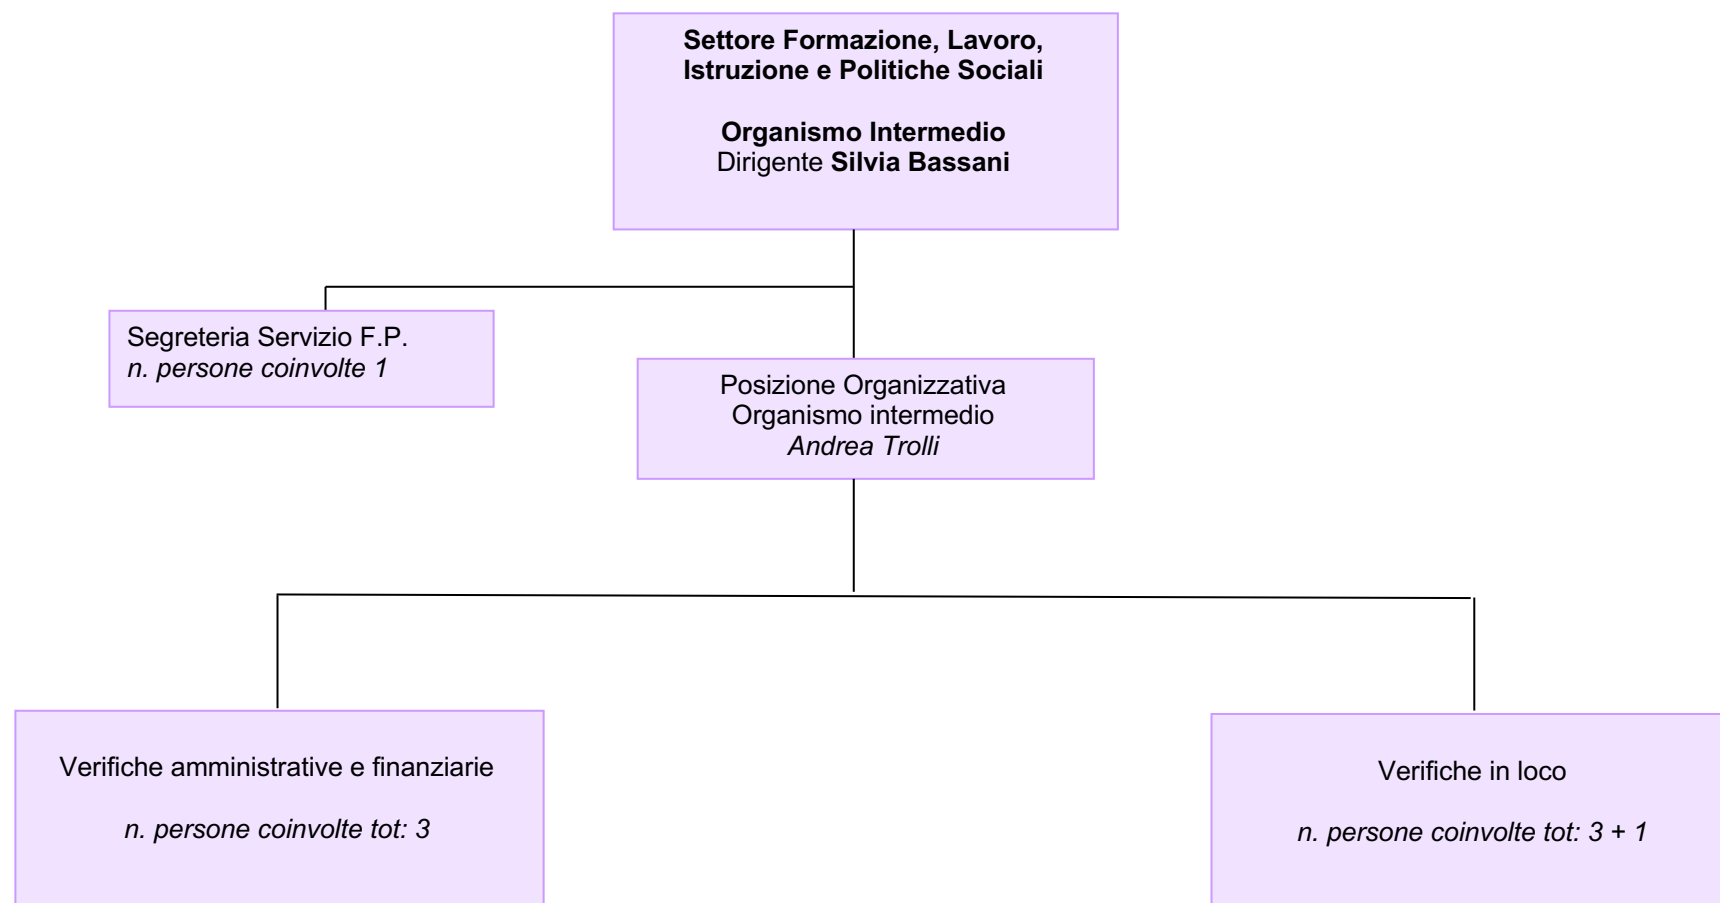 Settore Formazione, Lavoro,
Istruzione e Politiche Sociali
Organismo Intermedio
Dirigente Silvia Bassani
Segreteria Servizio F.P.
n. persone coinvolte 1
Posizione Organizzativa
Organismo intermedio
Andrea Trolli
Verifiche amministrative e finanziarie
n. persone coinvolte tot: 3
Verifiche in loco
n. persone coinvolte tot: 3 + 1